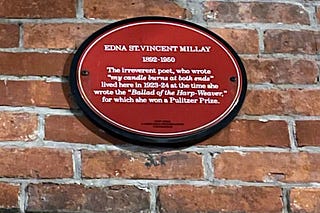 EDNA ST. VINCENT MILLAY
1892-1950
The irreverent poet, who wrote
"my candle burns at both ends"
lived here in 1923-24 at the time she
wrote the "Ballad of the Harp-Weaver,"
for which she won a Pulitzer Prize.